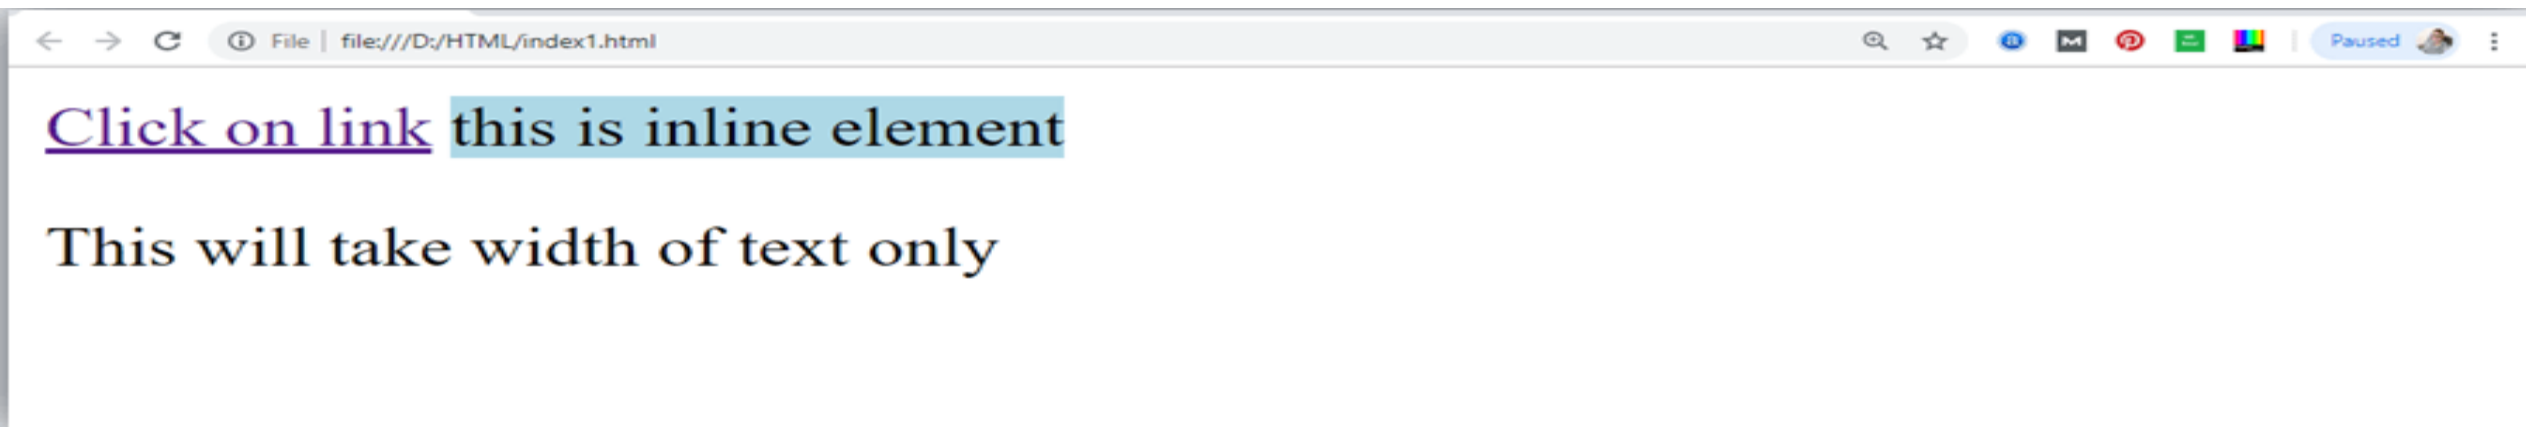 File | file:///D:/HTML/index1.html Paused
Click on link this is inline element
This will take width of text only